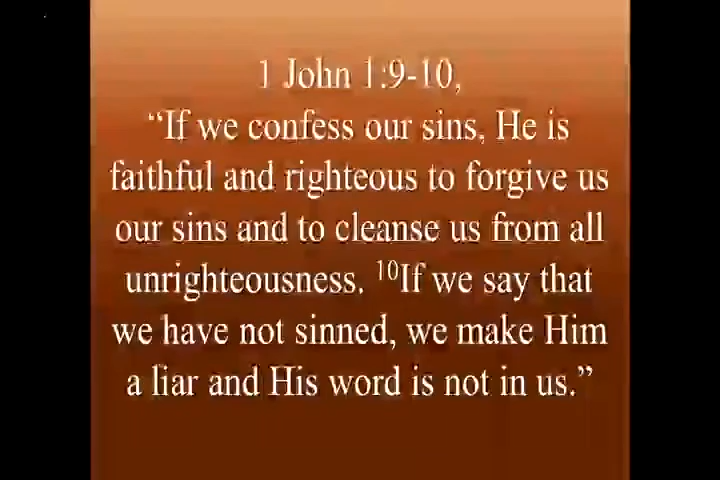 1 John 1:9-10,
“If we confess our sins, He is
faithful and righteous to forgive us
our sins and to cleanse us from all
unrighteousness. ¹⁰If we say that
we have not sinned, we make Him
a liar and His word is not in us.”